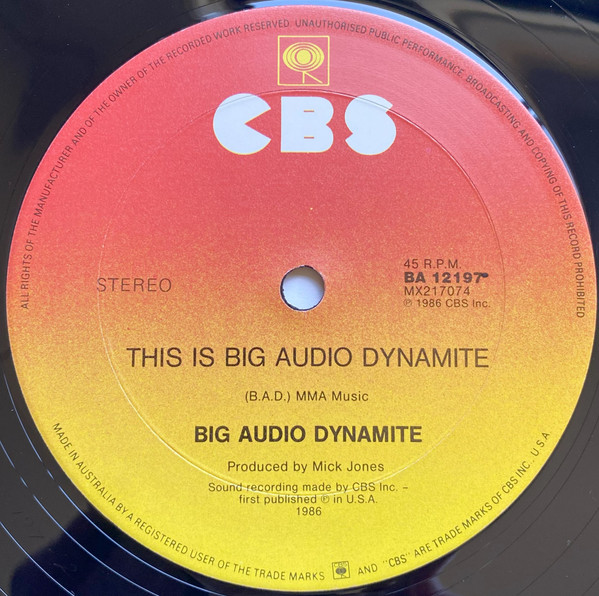 ALL RIGHTS OF THE MANUFACTURER AND OF THE OWNER OF THE RECORDED WORK RESERVED. UNAUTHORISED PUBLIC PERFORMANCE, BROADCASTING AND COPYING OF THIS RECORD PROHIBITED
CBS
STEREO
45 R.P.M.
BA 12197
MX217074
℗ 1986 CBS Inc.
THIS IS BIG AUDIO DYNAMITE
(B.A.D.) MMA Music
BIG AUDIO DYNAMITE
Produced by Mick Jones
Sound recording made by CBS Inc. –
first published ℗ in U.S.A.
1986
MADE IN AUSTRALIA BY A REGISTERED USER OF THE TRADE MARKS AND "CBS" ARE TRADE MARKS OF CBS INC., U.S.A